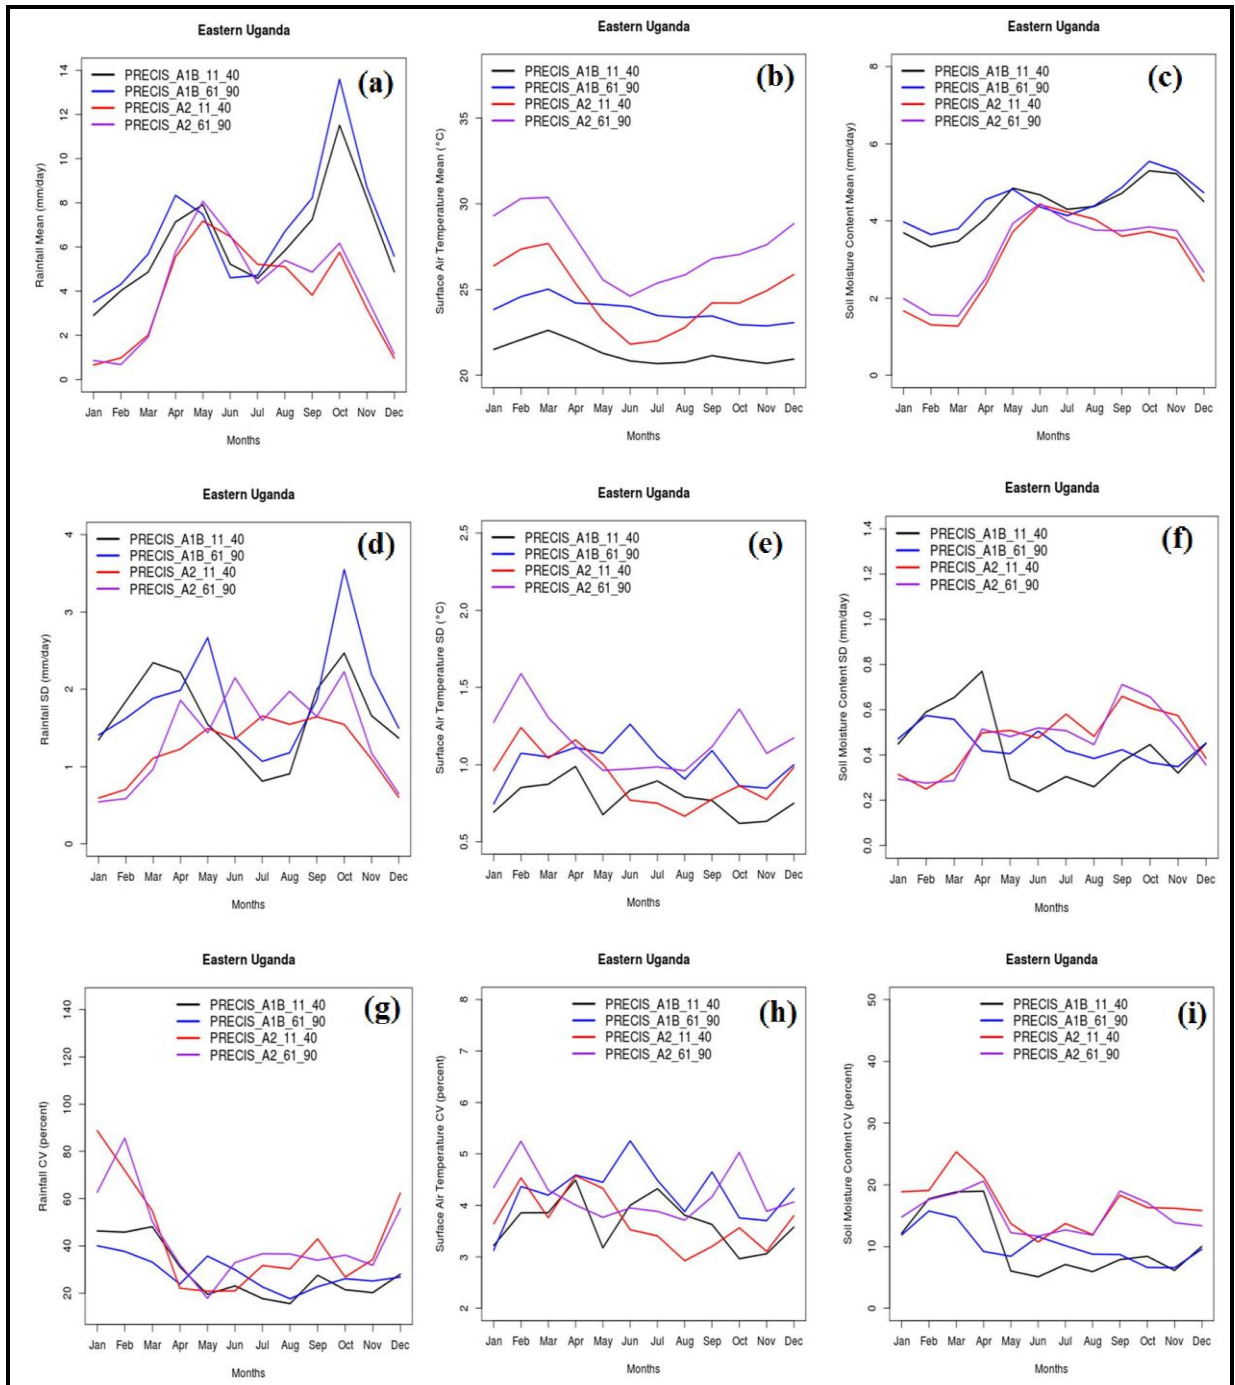 Eastern Uganda
(a)
PRECIS_A1B_11_40
PRECIS_A1B_61_90
PRECIS_A2_11_40
PRECIS_A2_61_90
Rainfall Mean (mm/day)
14
12
10
8
6
4
2
0
Jan Feb Mar Apr May Jun Jul Aug Sep Oct Nov Dec
Months
Eastern Uganda
(b)
PRECIS_A1B_11_40
PRECIS_A1B_61_90
PRECIS_A2_11_40
PRECIS_A2_61_90
Surface Air Temperature Mean (°C)
35
30
25
20
Jan Feb Mar Apr May Jun Jul Aug Sep Oct Nov Dec
Months
Eastern Uganda
(c)
PRECIS_A1B_11_40
PRECIS_A1B_61_90
PRECIS_A2_11_40
PRECIS_A2_61_90
Soil Moisture Content Mean (mm/day)
8
6
4
2
0
Jan Feb Mar Apr May Jun Jul Aug Sep Oct Nov Dec
Months
Eastern Uganda
(d)
PRECIS_A1B_11_40
PRECIS_A1B_61_90
PRECIS_A2_11_40
PRECIS_A2_61_90
Rainfall SD (mm/day)
4
3
2
1
0
Jan Feb Mar Apr May Jun Jul Aug Sep Oct Nov Dec
Months
Eastern Uganda
(e)
PRECIS_A1B_11_40
PRECIS_A1B_61_90
PRECIS_A2_11_40
PRECIS_A2_61_90
Surface Air Temperature SD (°C)
2.5
2.0
1.5
1.0
0.5
Jan Feb Mar Apr May Jun Jul Aug Sep Oct Nov Dec
Months
Eastern Uganda
(f)
PRECIS_A1B_11_40
PRECIS_A1B_61_90
PRECIS_A2_11_40
PRECIS_A2_61_90
Soil Moisture Content SD (mm/day)
1.4
1.2
1.0
0.8
0.6
0.4
0.2
0.0
Jan Feb Mar Apr May Jun Jul Aug Sep Oct Nov Dec
Months
Eastern Uganda
(g)
PRECIS_A1B_11_40
PRECIS_A1B_61_90
PRECIS_A2_11_40
PRECIS_A2_61_90
Rainfall CV (percent)
140
120
100
80
60
40
20
Jan Feb Mar Apr May Jun Jul Aug Sep Oct Nov Dec
Months
Eastern Uganda
(h)
PRECIS_A1B_11_40
PRECIS_A1B_61_90
PRECIS_A2_11_40
PRECIS_A2_61_90
Surface Air Temperature CV (percent)
8
7
6
5
4
3
2
Jan Feb Mar Apr May Jun Jul Aug Sep Oct Nov Dec
Months
Eastern Uganda
(i)
PRECIS_A1B_11_40
PRECIS_A1B_61_90
PRECIS_A2_11_40
PRECIS_A2_61_90
Soil Moisture Content CV (percent)
50
40
30
20
10
0
Jan Feb Mar Apr May Jun Jul Aug Sep Oct Nov Dec
Months